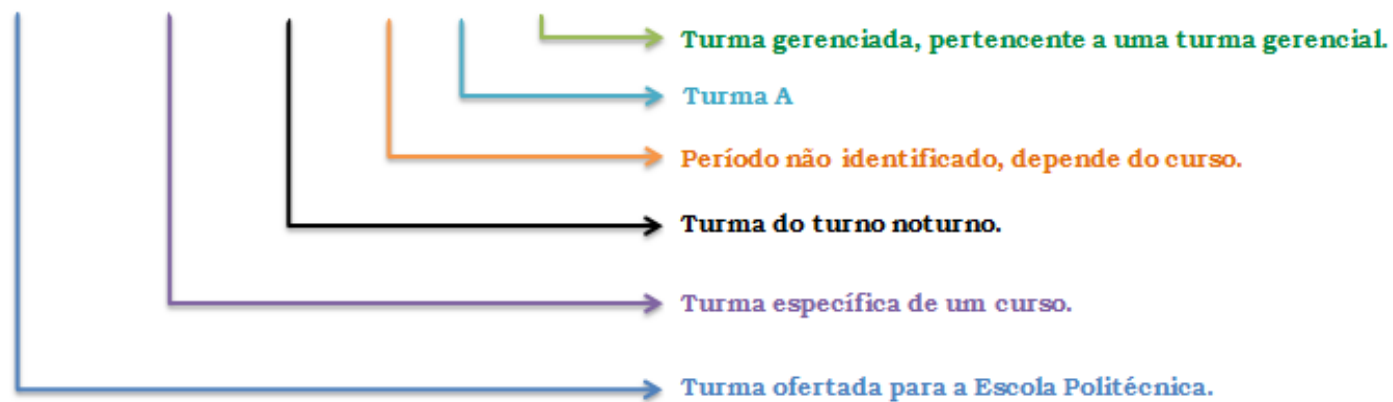 Turma gerenciada, pertencente a uma turma gerencial.
Turma A
Período não identificado, depende do curso.
Turma do turno noturno.
Turma específica de um curso.
Turma ofertada para a Escola Politécnica.